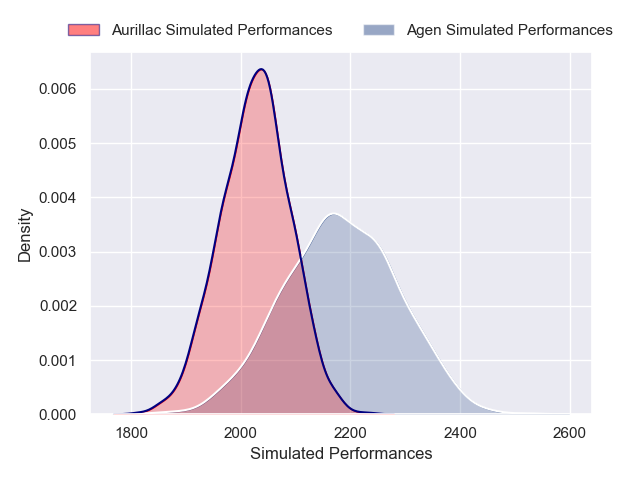 Aurillac Simulated Performances Agen Simulated Performances
0.006
0.005
0.004
0.003
0.002
0.001
0.000
Density
1800 2000 2200 2400 2600
Simulated Performances